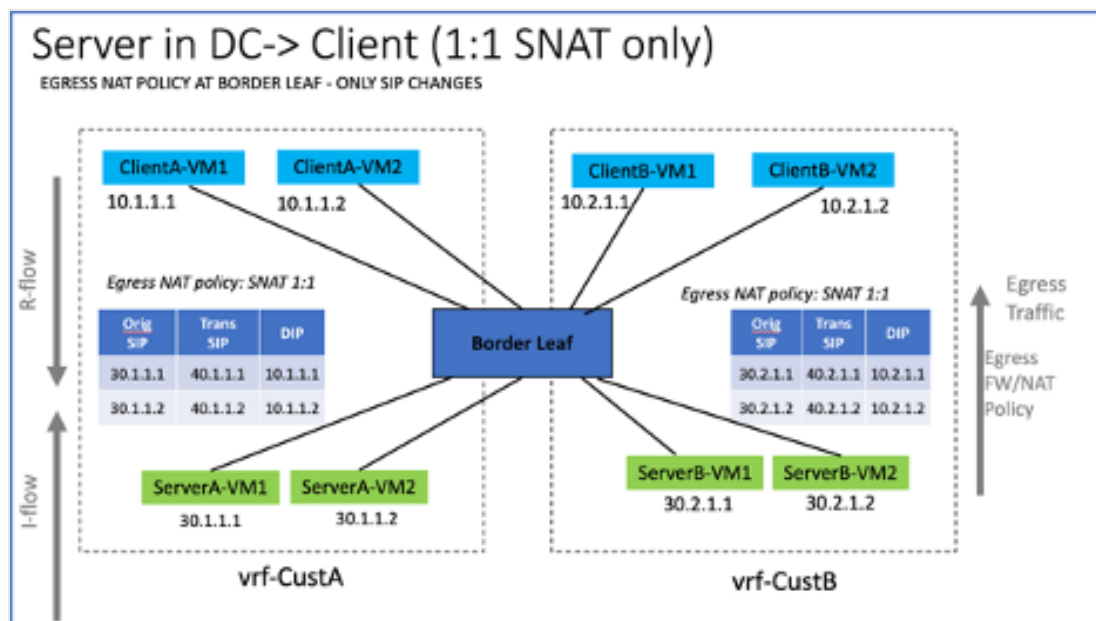 Server in DC-> Client (1:1 SNAT only)
EGRESS NAT POLICY AT BORDER LEAF - ONLY SIP CHANGES
ClientA-VM1
ClientA-VM2
10.1.1.1
10.1.1.2
ClientB-VM1
ClientB-VM2
10.2.1.1
10.2.1.2
R-flow
I-flow
Egress NAT policy: SNAT 1:1
Orig SIP Trans SIP DIP
30.1.1.1 40.1.1.1 10.1.1.1
30.1.1.2 40.1.1.2 10.1.1.2
Border Leaf
Egress NAT policy: SNAT 1:1
Orig SIP Trans SIP DIP
30.2.1.1 40.2.1.1 10.2.1.1
30.2.1.2 40.2.1.2 10.2.1.2
Egress
Traffic
Egress
FW/NAT
Policy
ServerA-VM1
ServerA-VM2
30.1.1.1
30.1.1.2
ServerB-VM1
ServerB-VM2
30.2.1.1
30.2.1.2
vrf-CustA
vrf-CustB